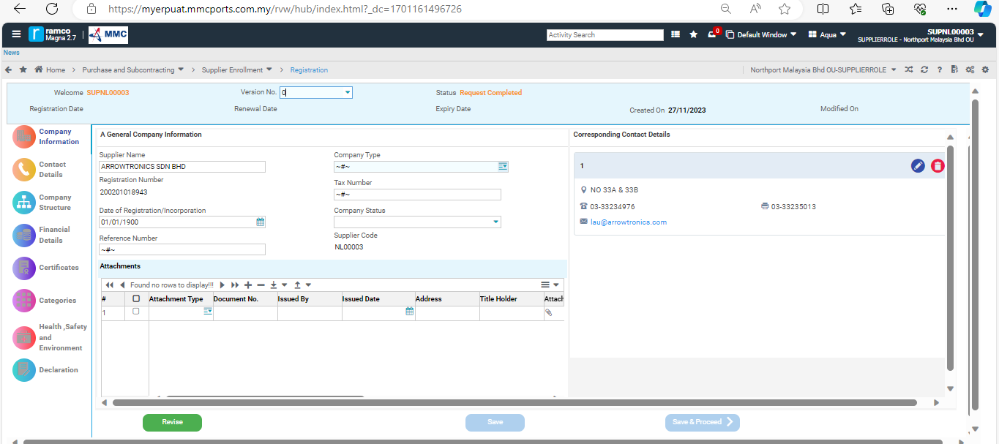 https://myerpuat.mmcports.com.my/rvw/hub/index.html?_dc=1701161496726
ramco
Magna 2.7
MMC
Activity Search
0
Default Window
Aqua
SUPNL00003
SUPPLIERROLE - Northport Malaysia Bhd OU
News
Home > Purchase and Subcontracting > Supplier Enrollment > Registration
Northport Malaysia Bhd OU-SUPPLIERROLE
Welcome SUPNL00003
Version No. 0
Status Request Completed
Registration Date
Renewal Date
Expiry Date
Created On 27/11/2023
Modified On
Company Information
Contact Details
Company Structure
Financial Details
Certificates
Categories
Health ,Safety and Environment
Declaration
A General Company Information
Supplier Name
ARROWTRONICS SDN BHD
Company Type
~#~
Registration Number
200201018943
Tax Number
~#~
Date of Registration/Incorporation
01/01/1900
Company Status
Reference Number
~#~
Supplier Code
NL00003
Attachments
Found no rows to display!!!
# Attachment Type Document No. Issued By Issued Date Address Title Holder Attach
1
Corresponding Contact Details
1
NO 33A & 33B
03-33234976
03-33235013
lau@arrowtronics.com
Revise
Save
Save & Proceed